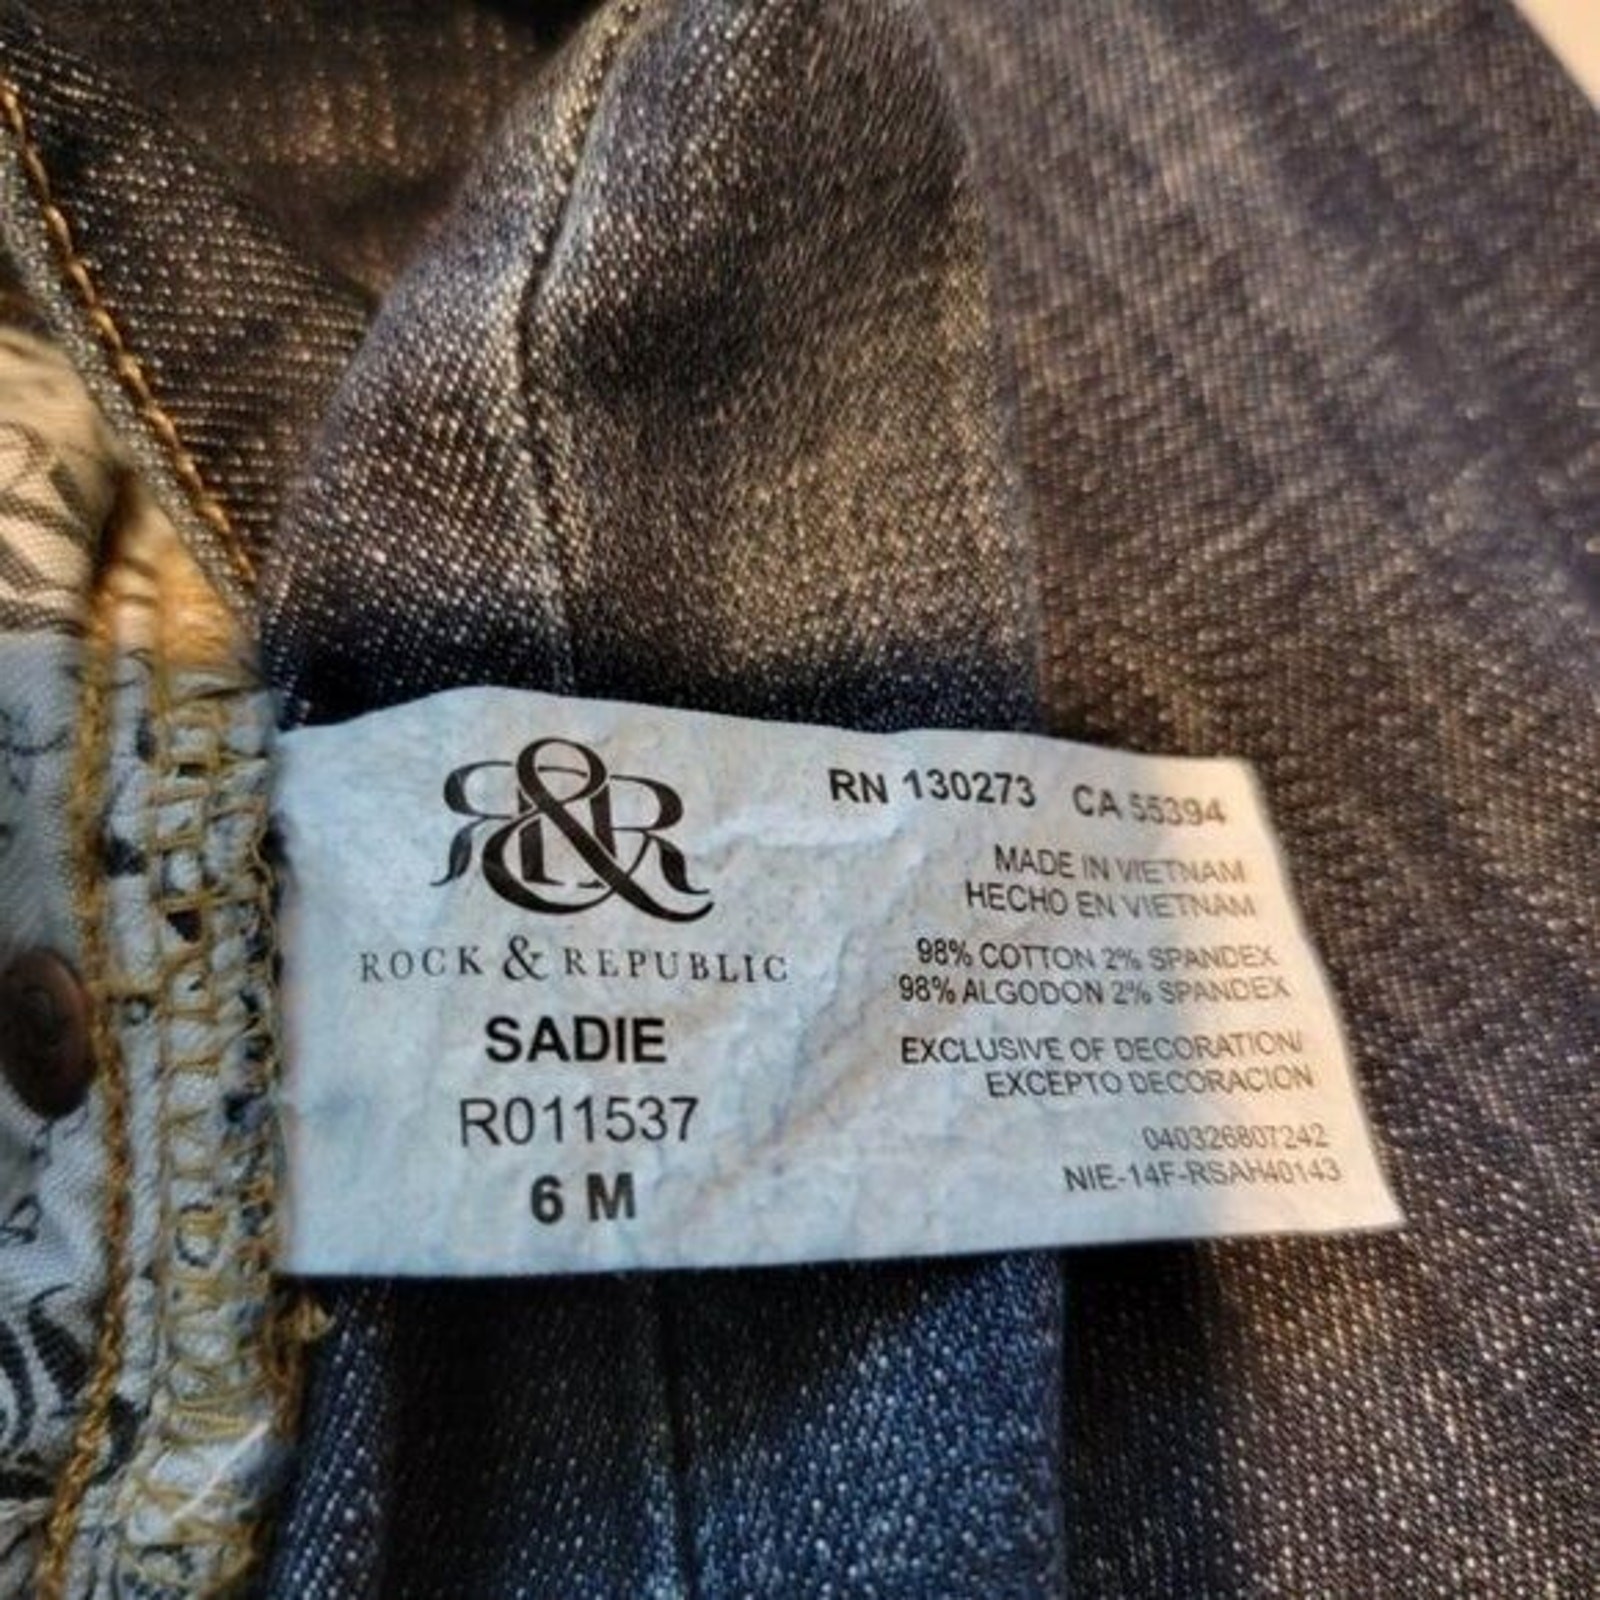 R&R
ROCK & REPUBLIC
SADIE
R011537
6 M
RN 130273 CA 55394
MADE IN VIETNAM
HECHO EN VIETNAM
98% COTTON 2% SPANDEX
98% ALGODON 2% SPANDEX
EXCLUSIVE OF DECORATION/
EXCEPTO DECORACION
040326807242
NIE-14F-RSAH40143